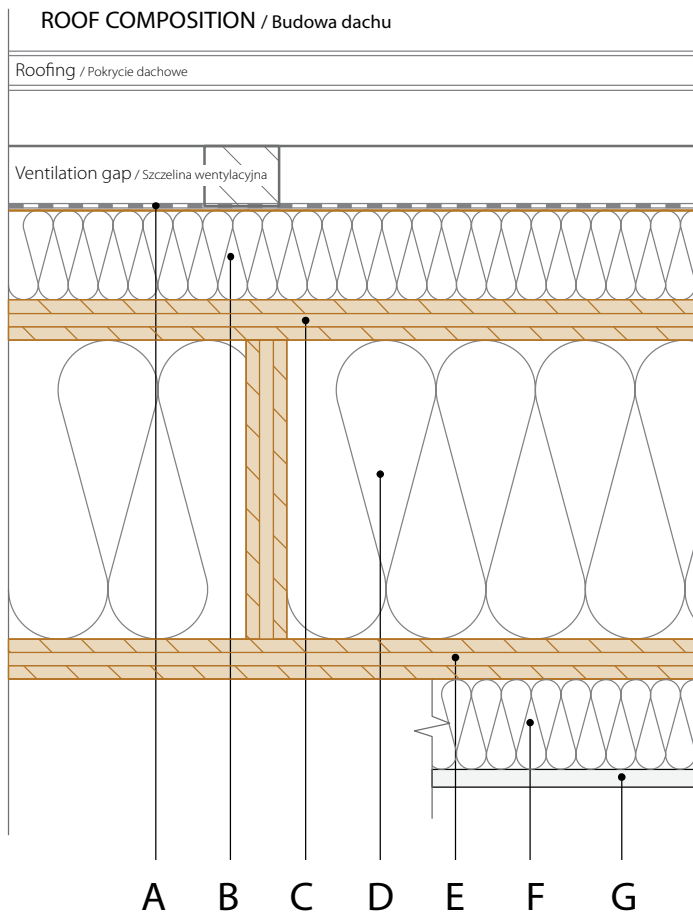 ROOF COMPOSITION / Budowa dachu
Roofing / Pokrycie dachowe
Ventilation gap / Szczelina wentylacyjna
A B C D E F G